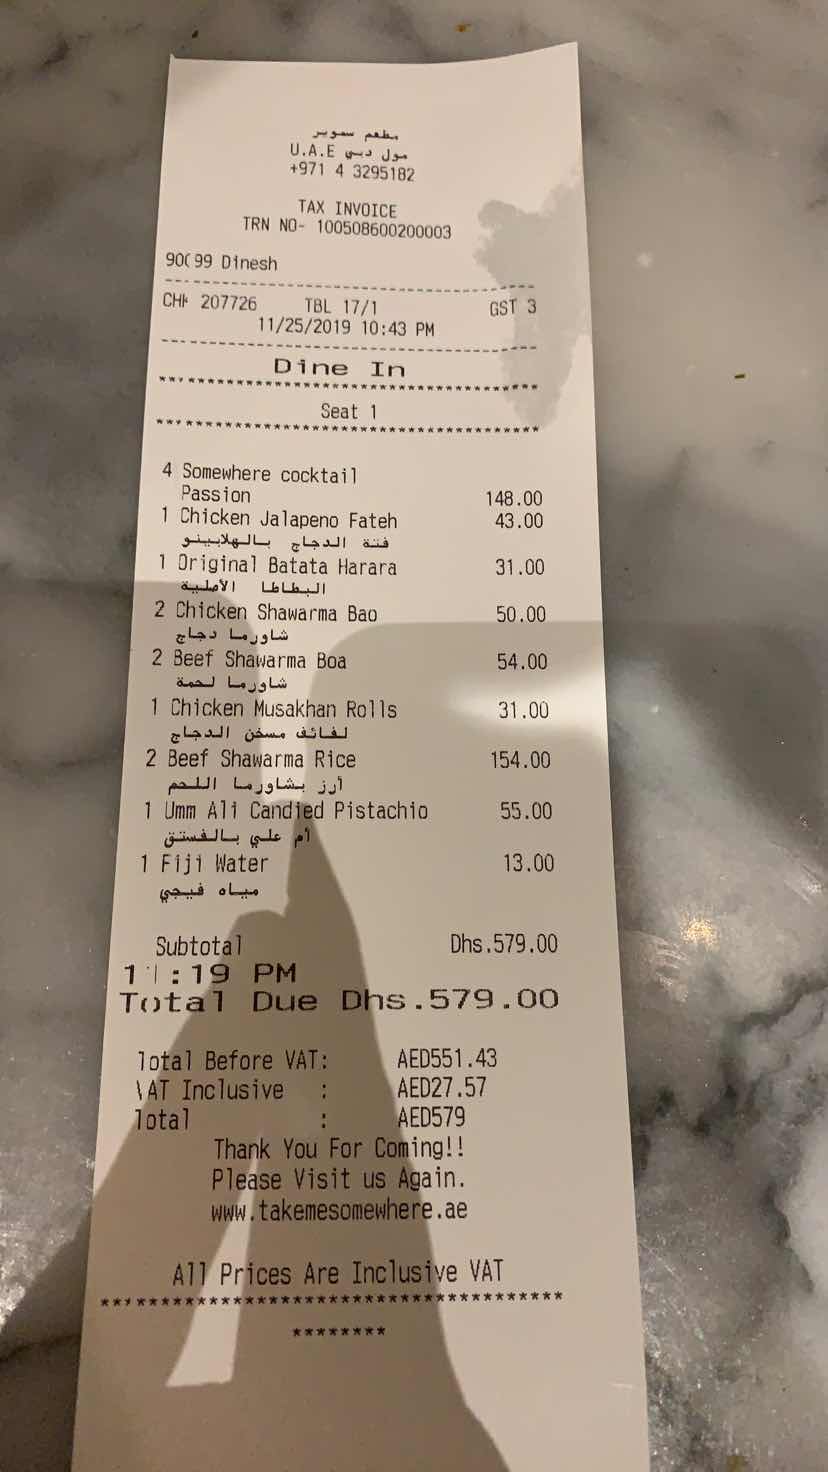 مطعم سموير
U.A.E مول دبي
+971 4 3295182
TAX INVOICE
TRN NO- 100508600200003
90099 Dinesh
CHK 207726 TBL 17/1 GST 3
11/25/2019 10:43 PM
Dine In
****************************************
Seat 1
****************************************
4 Somewhere cocktail
Passion 148.00
1 Chicken Jalapeno Fateh 43.00
فتة الدجاج بالهلابينو
1 Original Batata Harara 31.00
البطاطا الأصلية
2 Chicken Shawarma Bao 50.00
شاورما دجاج
2 Beef Shawarma Boa 54.00
شاورما لحمة
1 Chicken Musakhan Rolls 31.00
لفائف مسخن الدجاج
2 Beef Shawarma Rice 154.00
أرز بشاورما اللحم
1 Umm Ali Candied Pistachio 55.00
أم علي بالفستق
1 Fiji Water 13.00
مياه فيجي
Subtotal Dhs.579.00
11:19 PM
Total Due Dhs.579.00
Total Before VAT: AED551.43
VAT Inclusive : AED27.57
Total : AED579
Thank You For Coming!!
Please Visit us Again.
www.takemesomewhere.ae
All Prices Are Inclusive VAT
****************************************
********